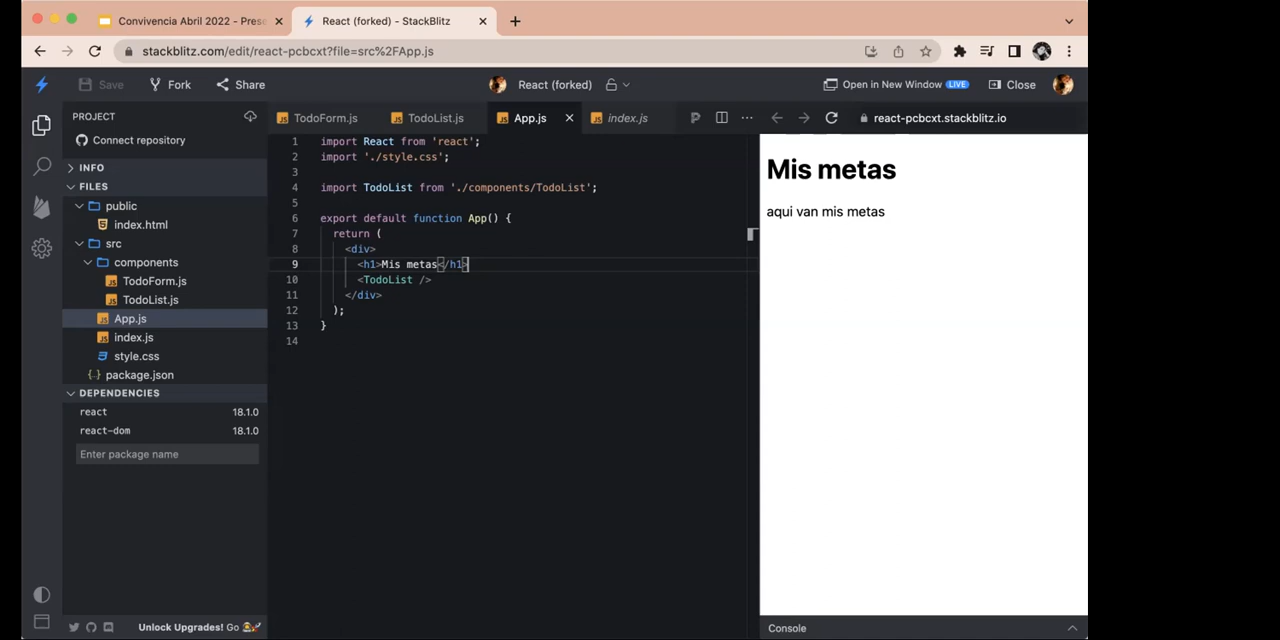 Convivencia Abril 2022 - Prese
React (forked) - StackBlitz
stackblitz.com/edit/react-pcbcxt?file=src%2FApp.js
Save
Fork
Share
React (forked)
Open in New Window LIVE
Close
PROJECT
Connect repository
INFO
FILES
public
index.html
src
components
TodoForm.js
TodoList.js
App.js
index.js
style.css
package.json
DEPENDENCIES
react 18.1.0
react-dom 18.1.0
Enter package name
Unlock Upgrades! Go
TodoForm.js
TodoList.js
App.js
index.js
1 import React from 'react';
2 import './style.css';
3
4 import TodoList from './components/TodoList';
5
6 export default function App() {
7 return (
8 <div>
9 <h1>Mis metas</h1>
10 <TodoList />
11 </div>
12 );
13 }
14
react-pcbcxt.stackblitz.io
Mis metas
aqui van mis metas
Console